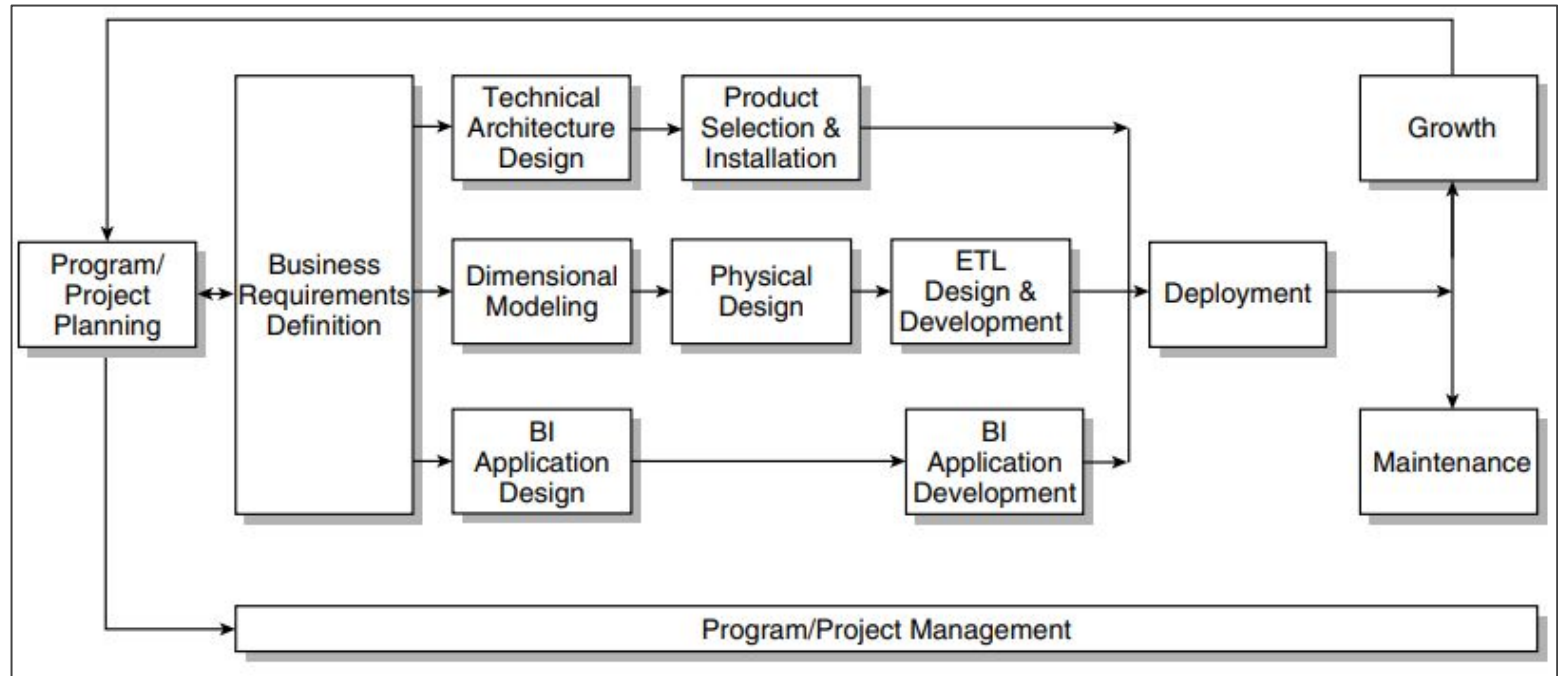 Program/
Project
Planning
Business
Requirements
Definition
Technical
Architecture
Design
Product
Selection &
Installation
Growth
Dimensional
Modeling
Physical
Design
ETL
Design &
Development
Deployment
BI
Application
Design
BI
Application
Development
Maintenance
Program/Project Management